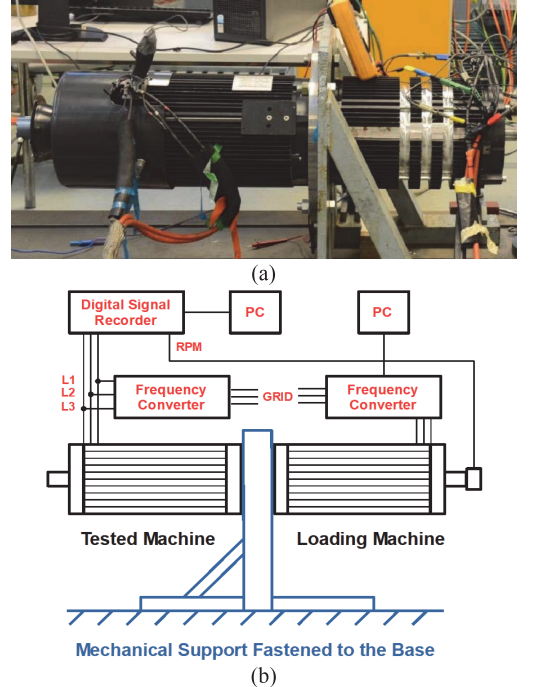 (a)
Digital Signal
Recorder
PC
PC
RPM
L1
L2
L3
Frequency
Converter
GRID
Frequency
Converter
Tested Machine
Loading Machine
Mechanical Support Fastened to the Base
(b)